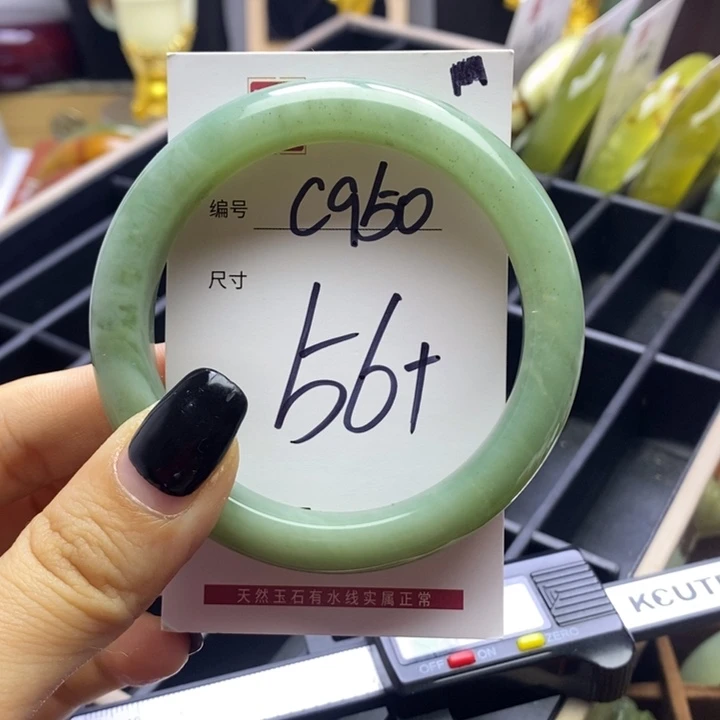 编号 C950
尺寸
56+
天然玉石有水线实属正常
KCUT
OFF ON ZERO